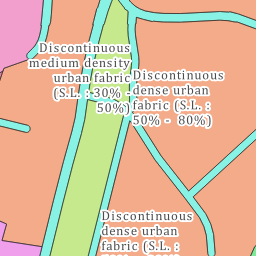 Discontinuous
medium density
urban fabric
(S.L. : 30% -
50%)
Discontinuous
dense urban
fabric (S.L. :
50% -  80%)
Discontinuous
dense urban
fabric (S.L. :